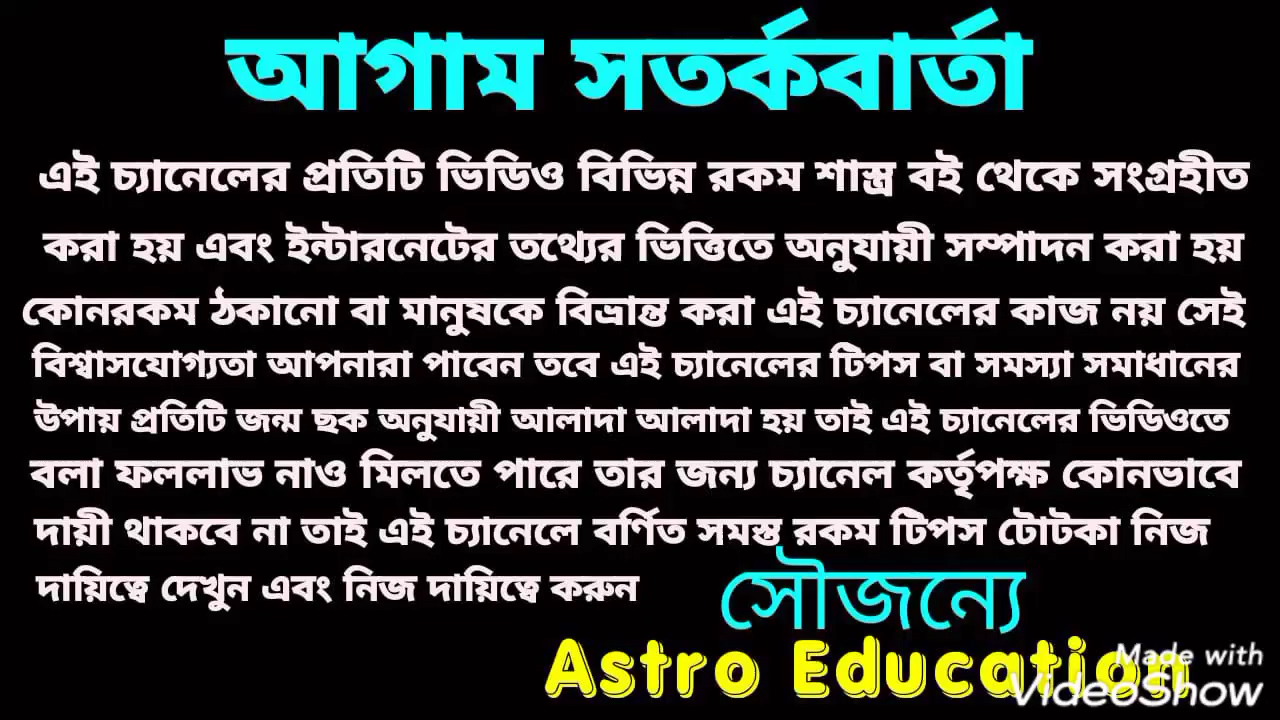 আগাম সতর্কবার্তা
এই চ্যানেলের প্রতিটি ভিডিও বিভিন্ন রকম শাস্ত্র বই থেকে সংগ্রহীত
করা হয় এবং ইন্টারনেটের তথ্যের ভিত্তিতে অনুযায়ী সম্পাদন করা হয়
কোনরকম ঠকানো বা মানুষকে বিভ্রান্ত করা এই চ্যানেলের কাজ নয় সেই
বিশ্বাসযোগ্যতা আপনারা পাবেন তবে এই চ্যানেলের টিপস বা সমস্যা সমাধানের
উপায় প্রতিটি জন্ম ছক অনুযায়ী আলাদা আলাদা হয় তাই এই চ্যানেলের ভিডিওতে
বলা ফললাভ নাও মিলতে পারে তার জন্য চ্যানেল কর্তৃপক্ষ কোনভাবে
দায়ী থাকবে না তাই এই চ্যানেলে বর্ণিত সমস্ত রকম টিপস টোটকা নিজ
দায়িত্বে দেখুন এবং নিজ দায়িত্বে করুন
সৌজন্যে
Astro Education
Made with
VideoShow